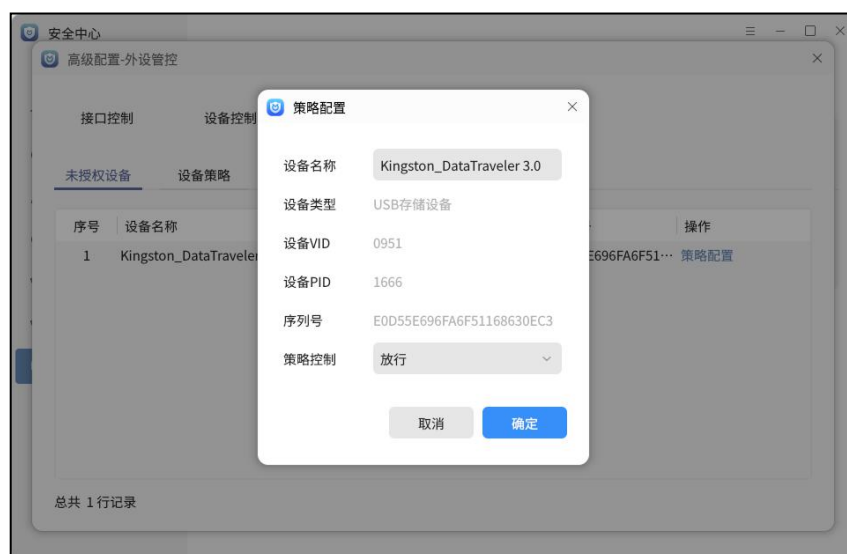 安全中心
高级配置-外设管控
接口控制 设备控制
未授权设备 设备策略
序号 设备名称 操作
1 Kingston_DataTraveler E696FA6F51··· 策略配置
总共 1 行记录
策略配置
设备名称 Kingston_DataTraveler 3.0
设备类型 USB存储设备
设备VID 0951
设备PID 1666
序列号 E0D55E696FA6F51168630EC3
策略控制 放行
取消 确定